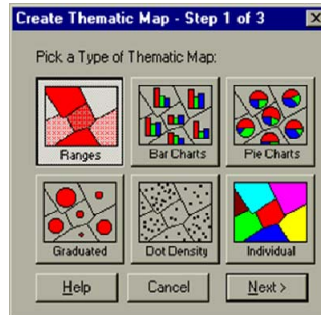 Create Thematic Map - Step 1 of 3
Pick a Type of Thematic Map:
Ranges
Bar Charts
Pie Charts
Graduated
Dot Density
Individual
Help
Cancel
Next >